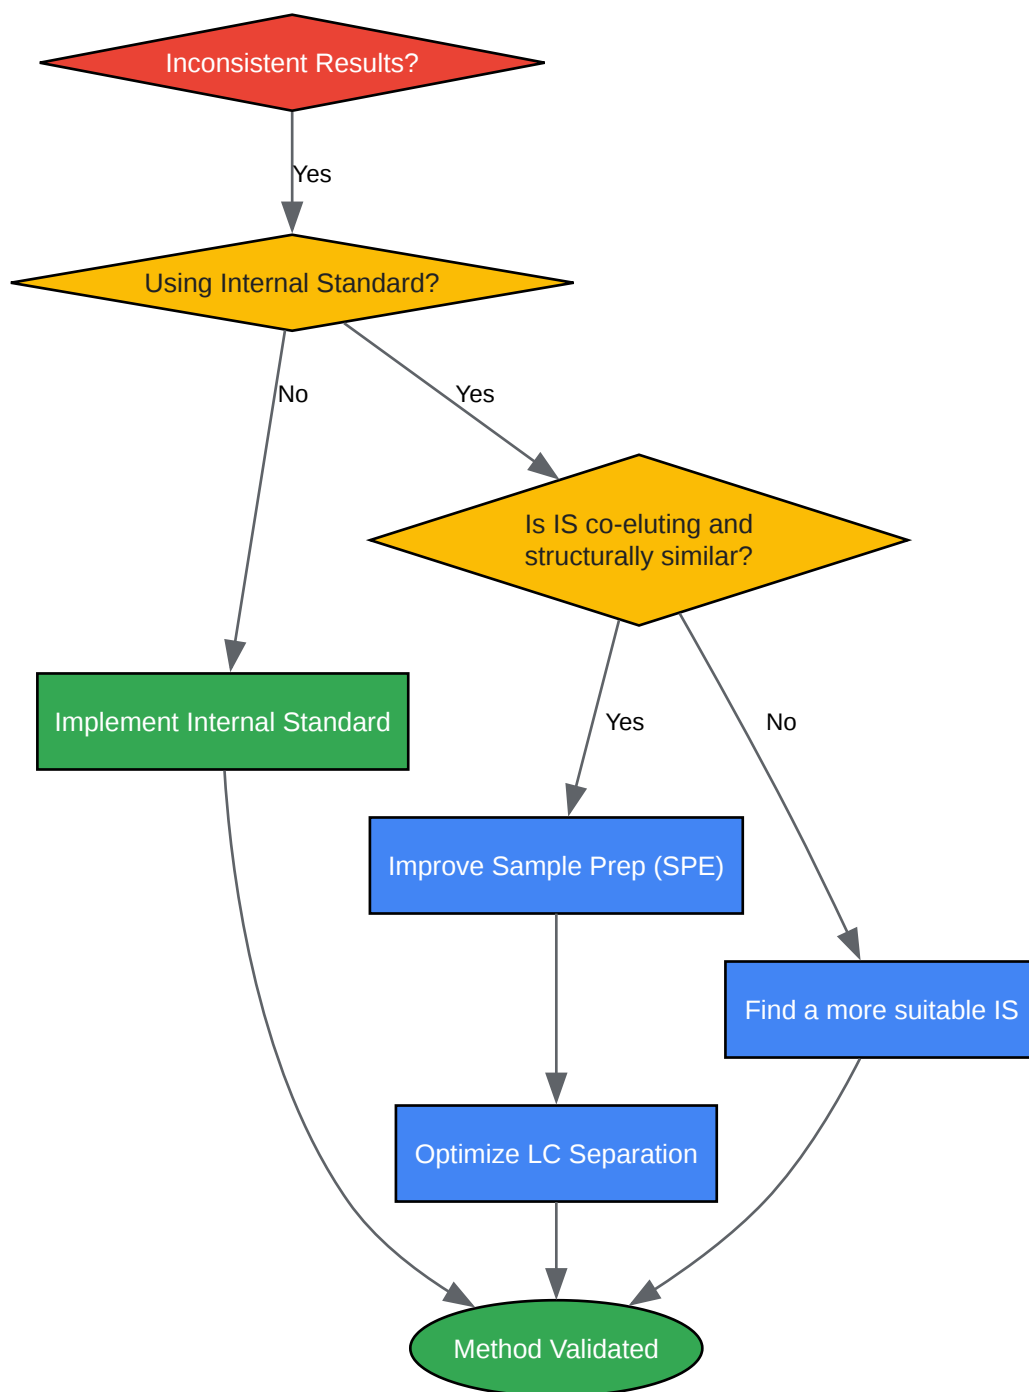 Inconsistent Results?
Yes
Using Internal Standard?
No
Yes
Is IS co-eluting and
structurally similar?
Implement Internal Standard
Yes
No
Improve Sample Prep (SPE)
Find a more suitable IS
Optimize LC Separation
Method Validated